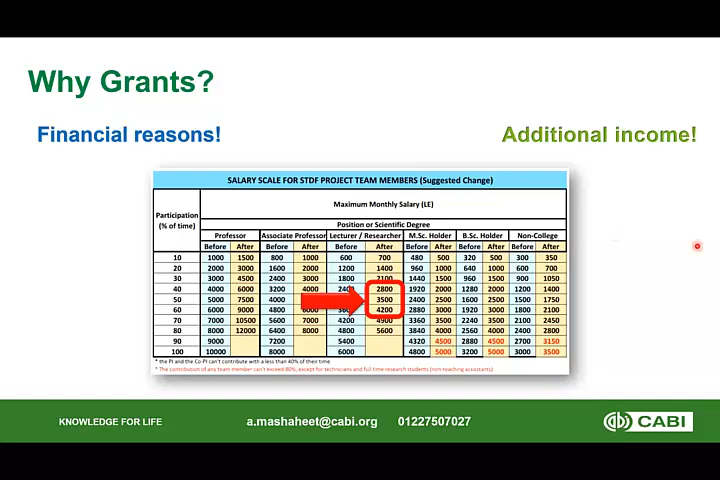 Why Grants?
Financial reasons! Additional income!
SALARY SCALE FOR STDF PROJECT TEAM MEMBERS (Suggested Change)
Participation (% of time)
Maximum Monthly Salary (LE)
Position or Scientific Degree
Professor Associate Professor Lecturer / Researcher M.Sc. Holder B.Sc. Holder Non-College
Before After Before After Before After Before After Before After Before After
10 1000 1500 800 1000 600 700 480 500 320 500 300 350
20 2000 3000 1600 2000 1200 1400 960 1000 640 1000 600 700
30 3000 4500 2400 3000 1800 2100 1440 1500 960 1500 900 1050
40 4000 6000 3200 4000 2400 2800 1920 2000 1280 2000 1200 1400
50 5000 7500 4000 3500 2400 2500 1600 2500 1500 1750
60 6000 9000 4800 6000 4200 2880 3000 1920 3000 1800 2100
70 7000 10500 5600 7000 4200 4900 3360 3500 2240 3500 2100 2450
80 8000 12000 6400 8000 4800 5600 3840 4000 2560 4000 2400 2800
90 9000 7200 5400 4320 4500 2880 4500 2700 3150
100 10000 8000 6000 4800 5000 3200 5000 3000 3500
* the PI and the Co-PI can't contribute with a less than 40% of their time
* The contribution of any team member can't exceed 80%, except for technicians and full time research students (non teaching assistants)
KNOWLEDGE FOR LIFE a.mashaheet@cabi.org 01227507027 CABI